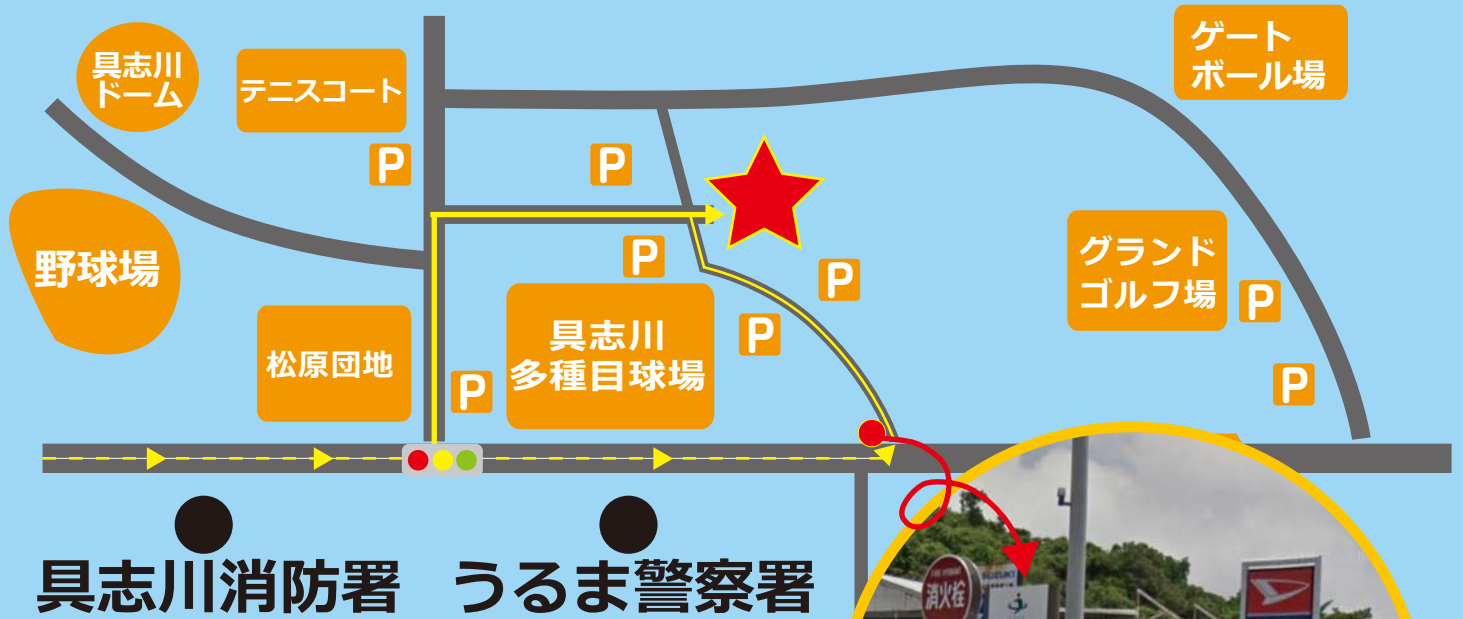 具志川
ドーム
テニスコート
ゲート
ボール場
P
P
野球場
P
グランド
ゴルフ場
P
P
松原団地
具志川
多種目球場
P
P
P
消火栓
SUZUKI
具志川消防署
うるま警察署